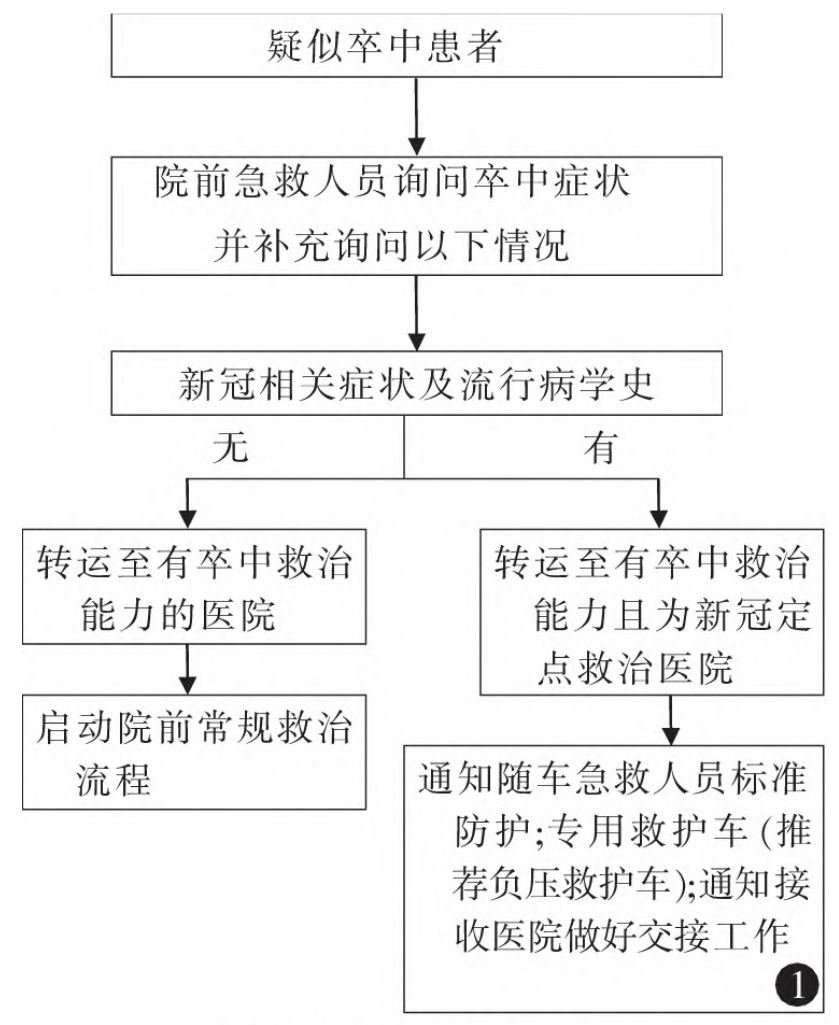 疑似卒中患者
院前急救人员询问卒中症状
并补充询问以下情况
新冠相关症状及流行病学史
无
有
转运至有卒中救治
能力的医院
启动院前常规救治
流程
转运至有卒中救治
能力且为新冠定
点救治医院
通知随车急救人员标准
防护;专用救护车(推
荐负压救护车);通知接
收医院做好交接工作
1